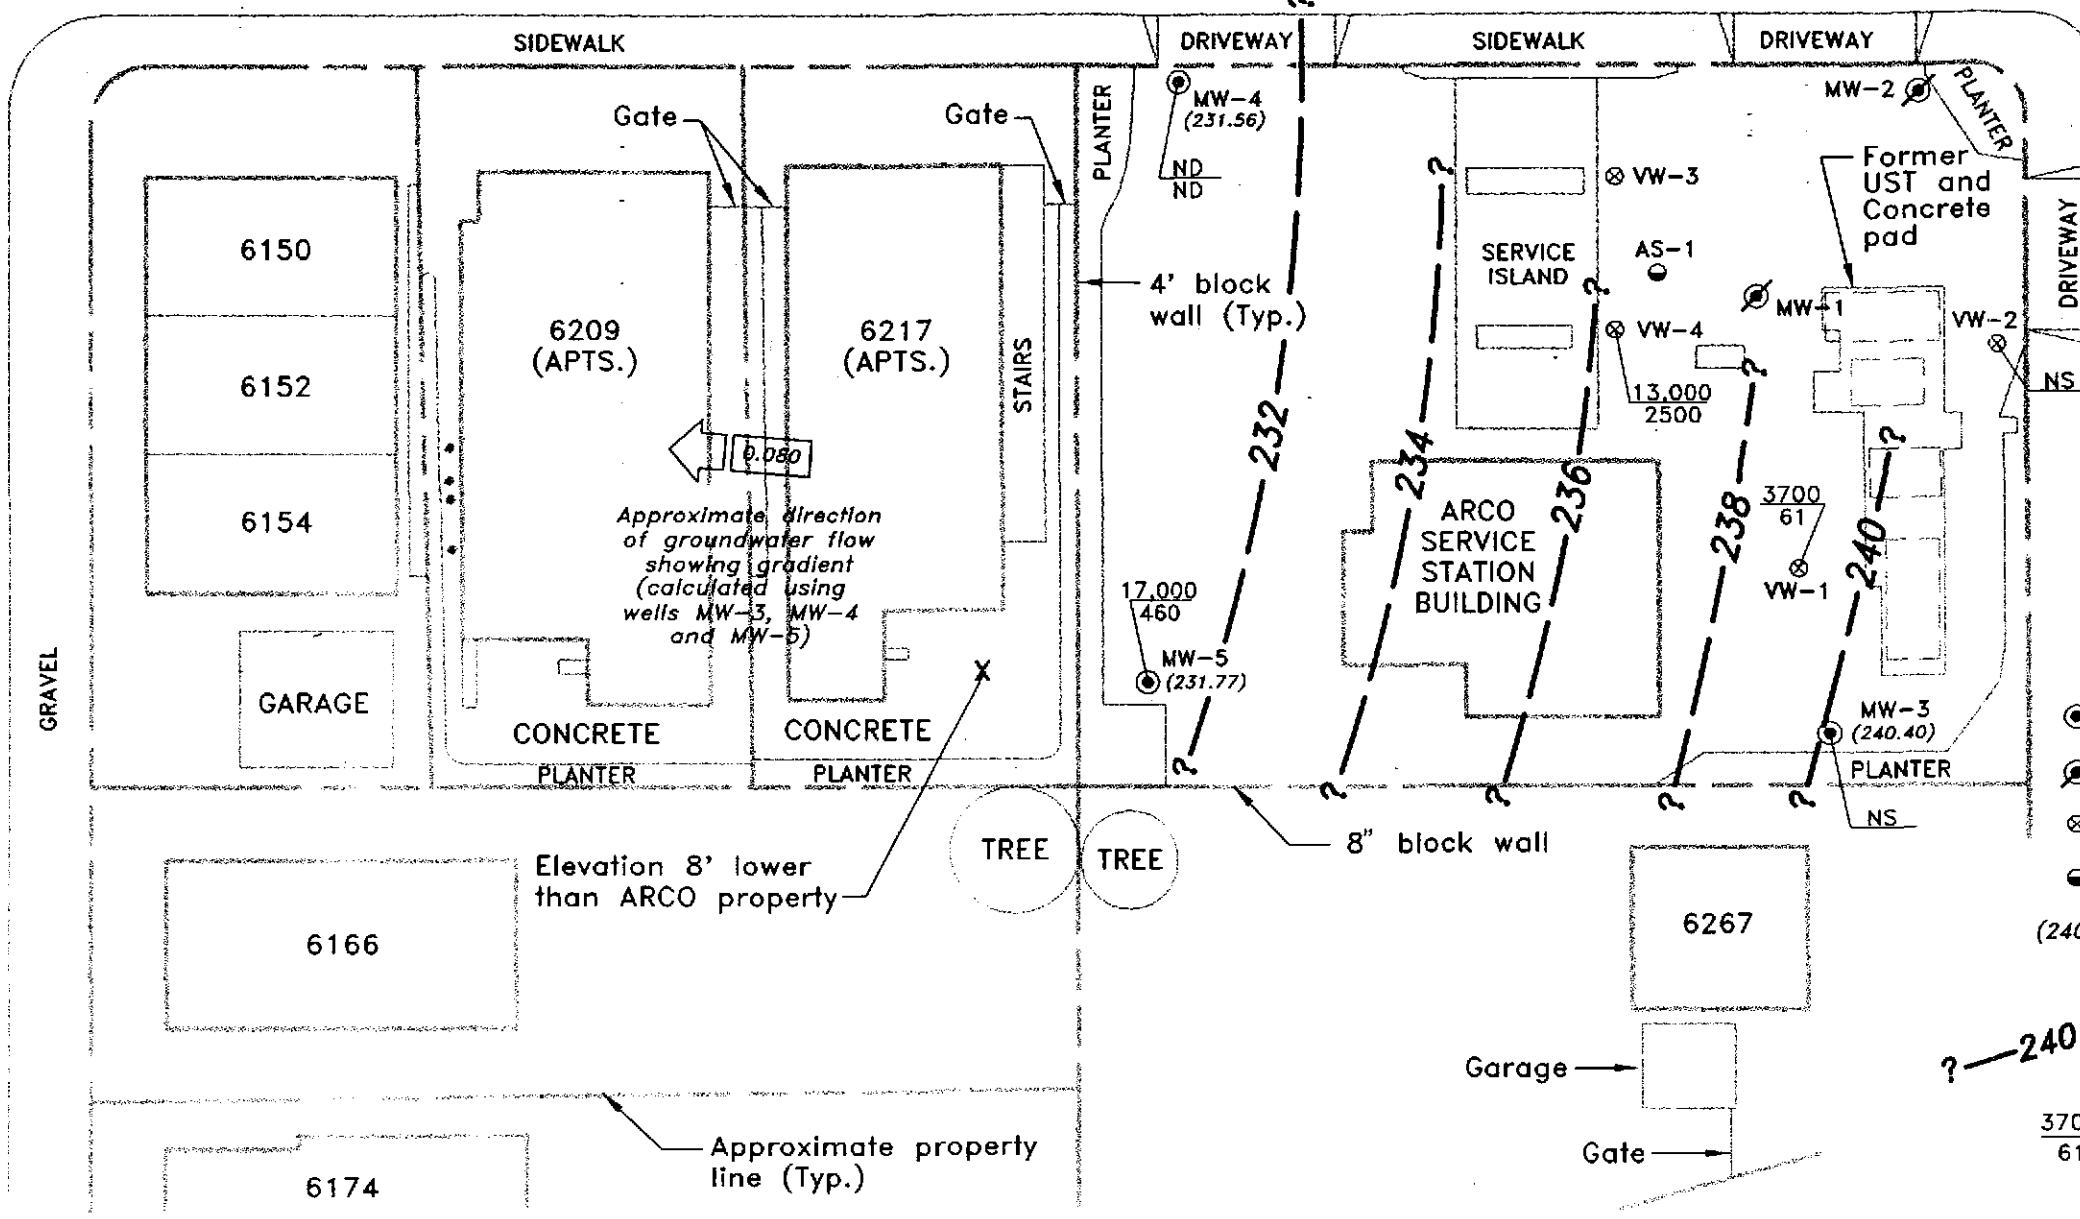 SIDEWALK
DRIVEWAY
SIDEWALK
DRIVEWAY
?
PLANTER
MW-4
(231.56)
ND
ND
MW-2
PLANTER
Gate
Gate
Former
UST and
Concrete
pad
?
VW-3
SERVICE
ISLAND
AS-1
DRIVEWAY
6150
6152
6154
6209
(APTS.)
6217
(APTS.)
STAIRS
4' block
wall (Typ.)
?
MW-1
VW-2
VW-4
NS
13,000
2500
?
0.080
Approximate direction
of groundwater flow
showing gradient
(calculated using
wells MW-3, MW-4
and MW-5)
232
234
236
238
240
?
ARCO
SERVICE
STATION
BUILDING
3700
61
VW-1
17,000
460
MW-5
(231.77)
X
GRAVEL
GARAGE
CONCRETE
CONCRETE
PLANTER
PLANTER
MW-3
(240.40)
PLANTER
NS
?
?
?
?
?
TREE
TREE
8" block wall
Elevation 8' lower
than ARCO property
6166
6267
(240
Garage
? 240
370
61
Approximate property
line (Typ.)
Gate
6174